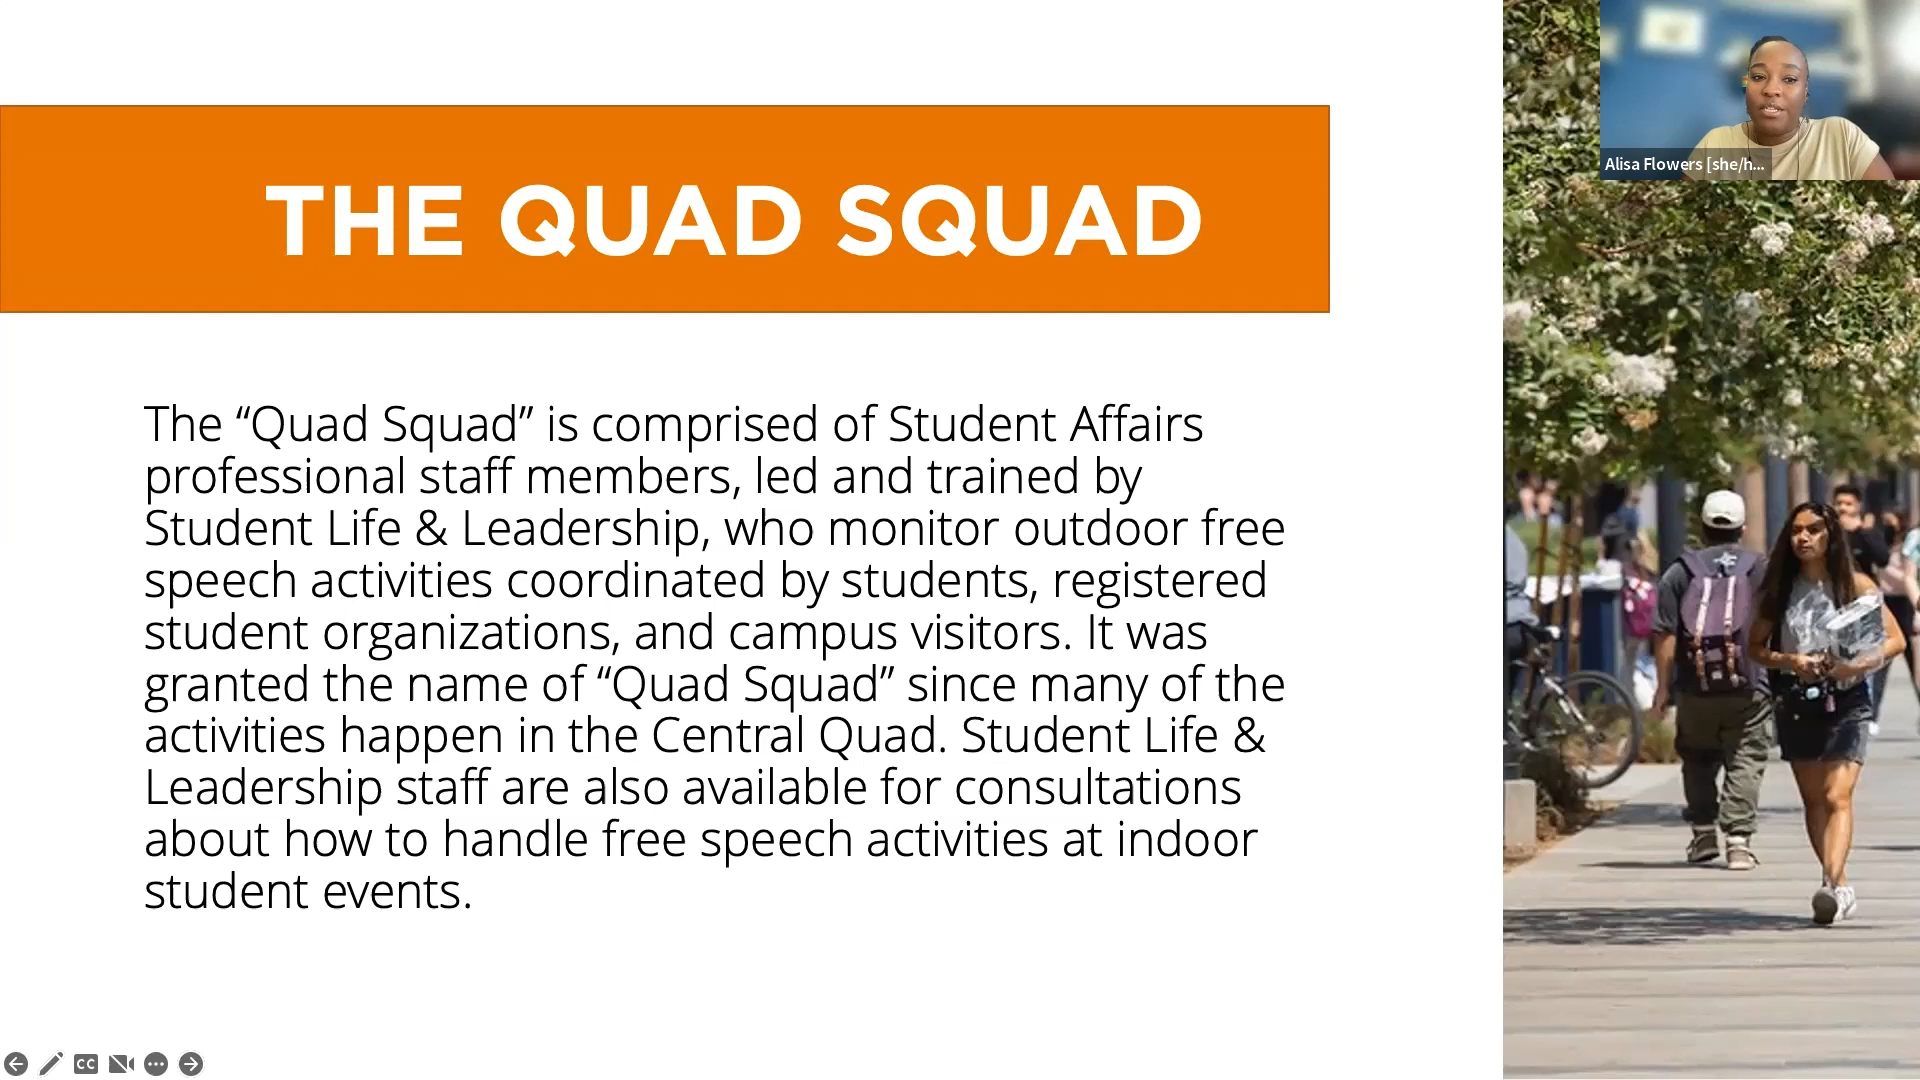 THE QUAD SQUAD
Alisa Flowers [she/h...
The “Quad Squad” is comprised of Student Affairs
professional staff members, led and trained by
Student Life & Leadership, who monitor outdoor free
speech activities coordinated by students, registered
student organizations, and campus visitors. It was
granted the name of “Quad Squad” since many of the
activities happen in the Central Quad. Student Life &
Leadership staff are also available for consultations
about how to handle free speech activities at indoor
student events.
CC